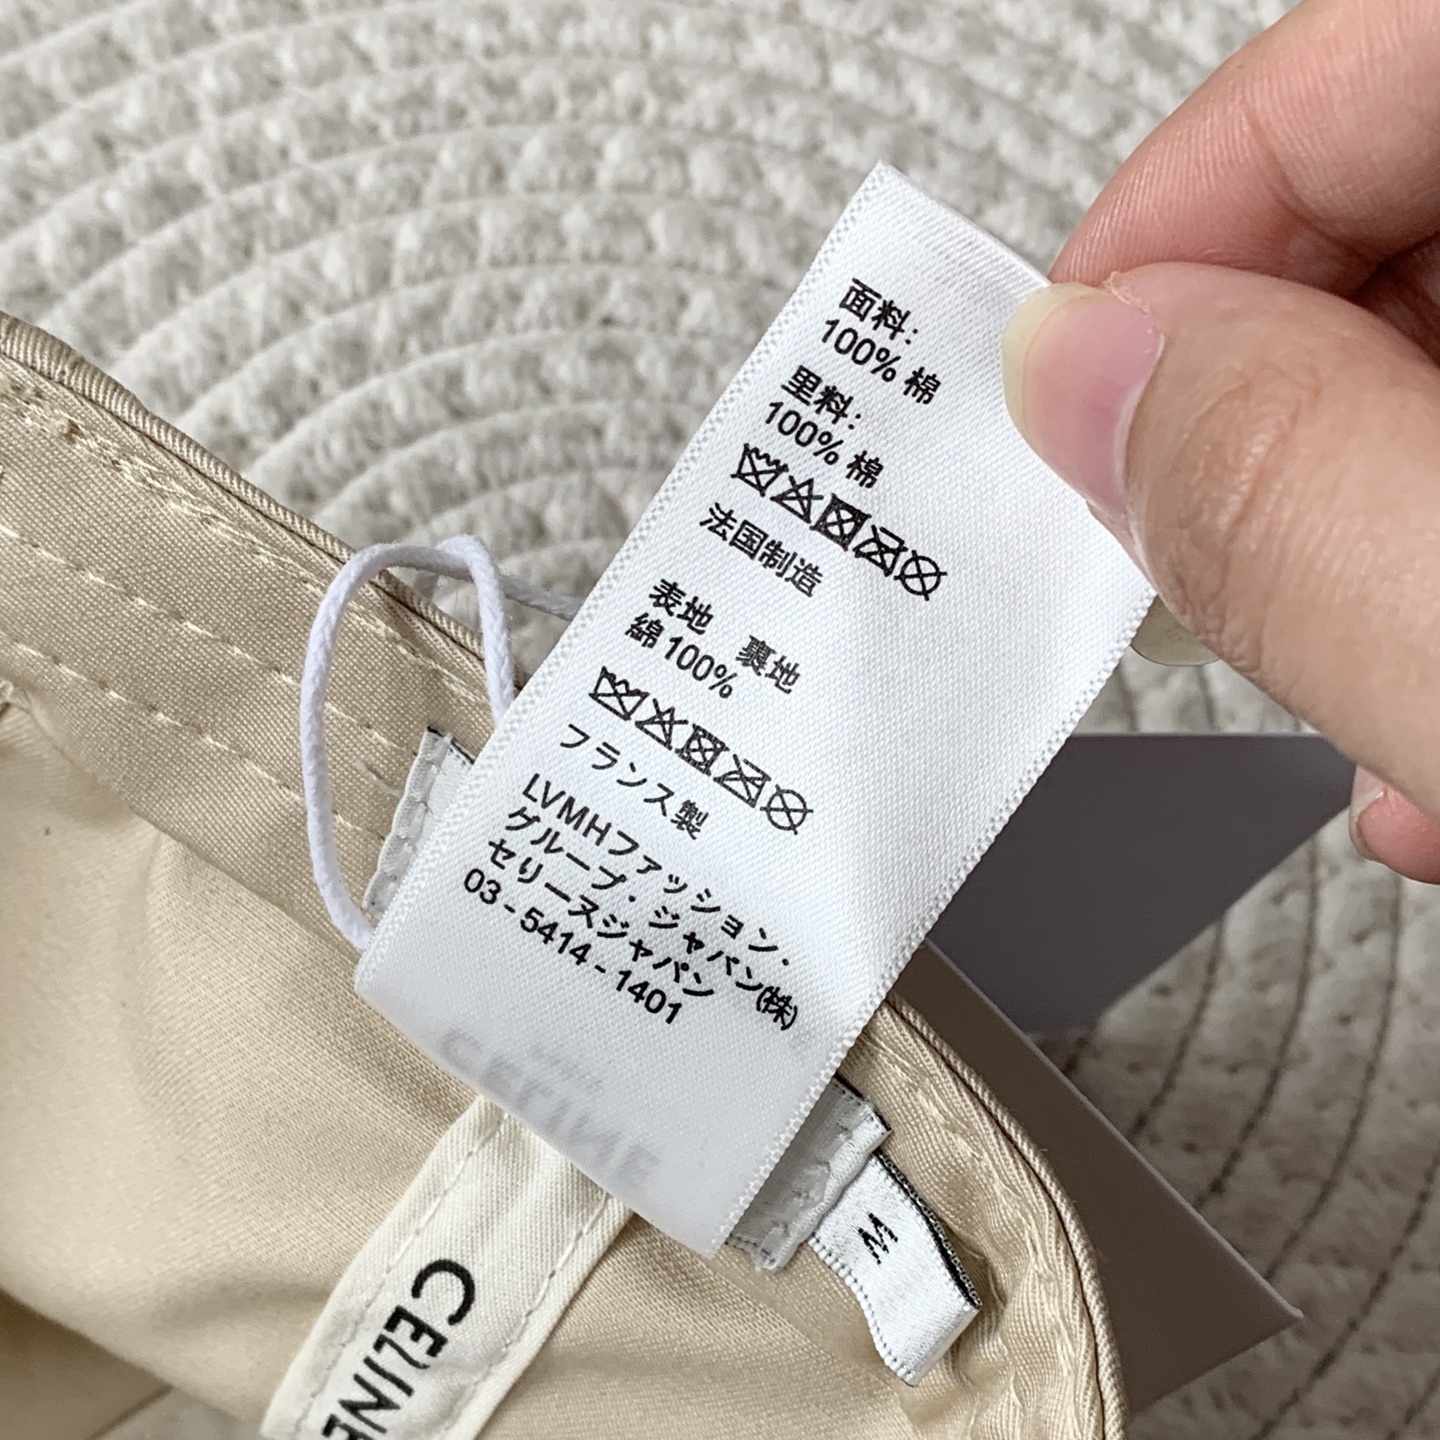 面料:
100% 棉
里料:
100% 棉
法国制造
表地　裏地
綿 100%
フランス製
LVMHファッション・
グループ・ジャパン(株)
セリーヌジャパン
03 - 5414 - 1401
CELINE
M
CELINE